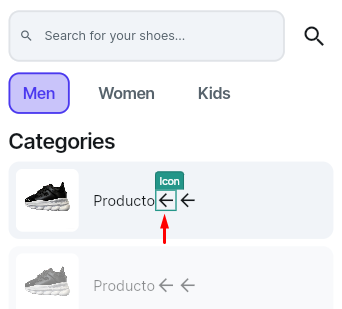 Search for your shoes...
Men
Women
Kids
Categories
Icon
Producto
Producto